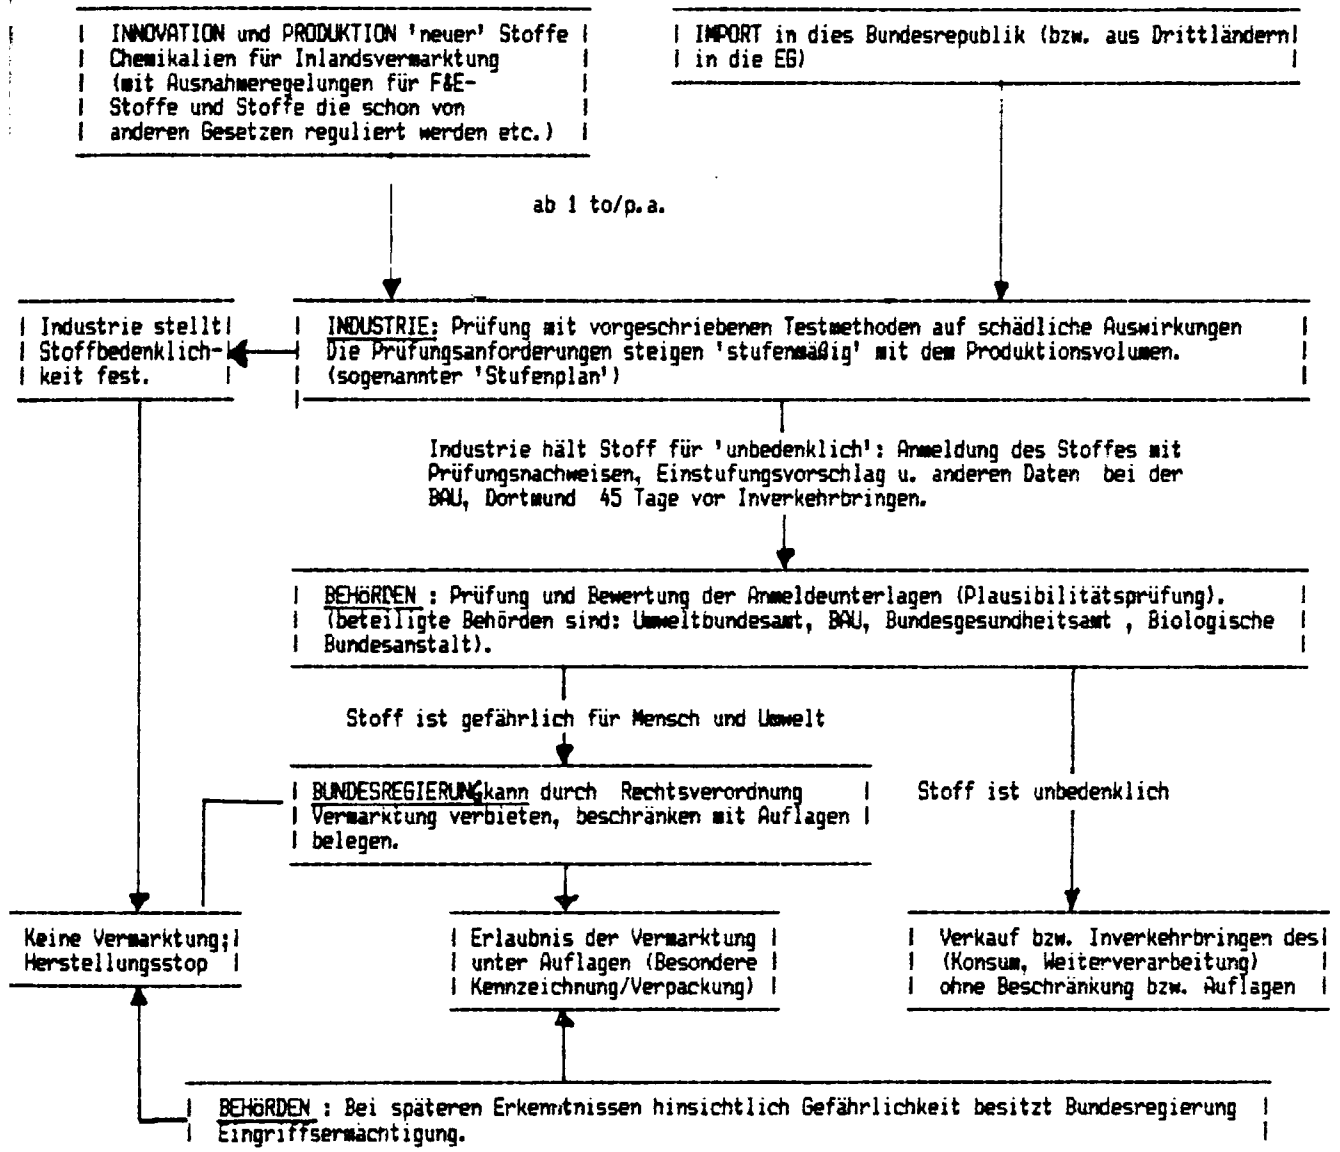 INNOVATION und PRODUKTION 'neuer' Stoffe
Chemikalien für Inlandsvermarktung
(mit Ausnahmeregelungen für F&E-
Stoffe und Stoffe die schon von
anderen Gesetzen reguliert werden etc.)
IMPORT in dies Bundesrepublik (bzw. aus Drittländern
in die EG)
ab 1 to/p.a.
Industrie stellt
Stoffbedenklich-
keit fest.
INDUSTRIE: Prüfung mit vorgeschriebenen Testmethoden auf schädliche Auswirkungen
Die Prüfungsanforderungen steigen 'stufenmäßig' mit dem Produktionsvolumen.
(sogenannter 'Stufenplan')
Industrie hält Stoff für 'unbedenklich': Anmeldung des Stoffes mit
Prüfungsnachweisen, Einstufungsvorschlag u. anderen Daten bei der
BAU, Dortmund 45 Tage vor Inverkehrbringen.
BEHÖRDEN : Prüfung und Bewertung der Anmeldeunterlagen (Plausibilitätsprüfung).
(beteiligte Behörden sind: Umweltbundesamt, BAU, Bundesgesundheitsamt , Biologische
Bundesanstalt).
Stoff ist gefährlich für Mensch und Umwelt
BUNDESREGIERUNG kann durch Rechtsverordnung
Vermarktung verbieten, beschränken mit Auflagen
belegen.
Stoff ist unbedenklich
Keine Vermarktung;
Herstellungsstop
Erlaubnis der Vermarktung
unter Auflagen (Besondere
Kennzeichnung/Verpackung)
Verkauf bzw. Inverkehrbringen des
(Konsum, Weiterverarbeitung)
ohne Beschränkung bzw. Auflagen
BEHÖRDEN : Bei späteren Erkenntnissen hinsichtlich Gefährlichkeit besitzt Bundesregierung
Eingriffsermächtigung.